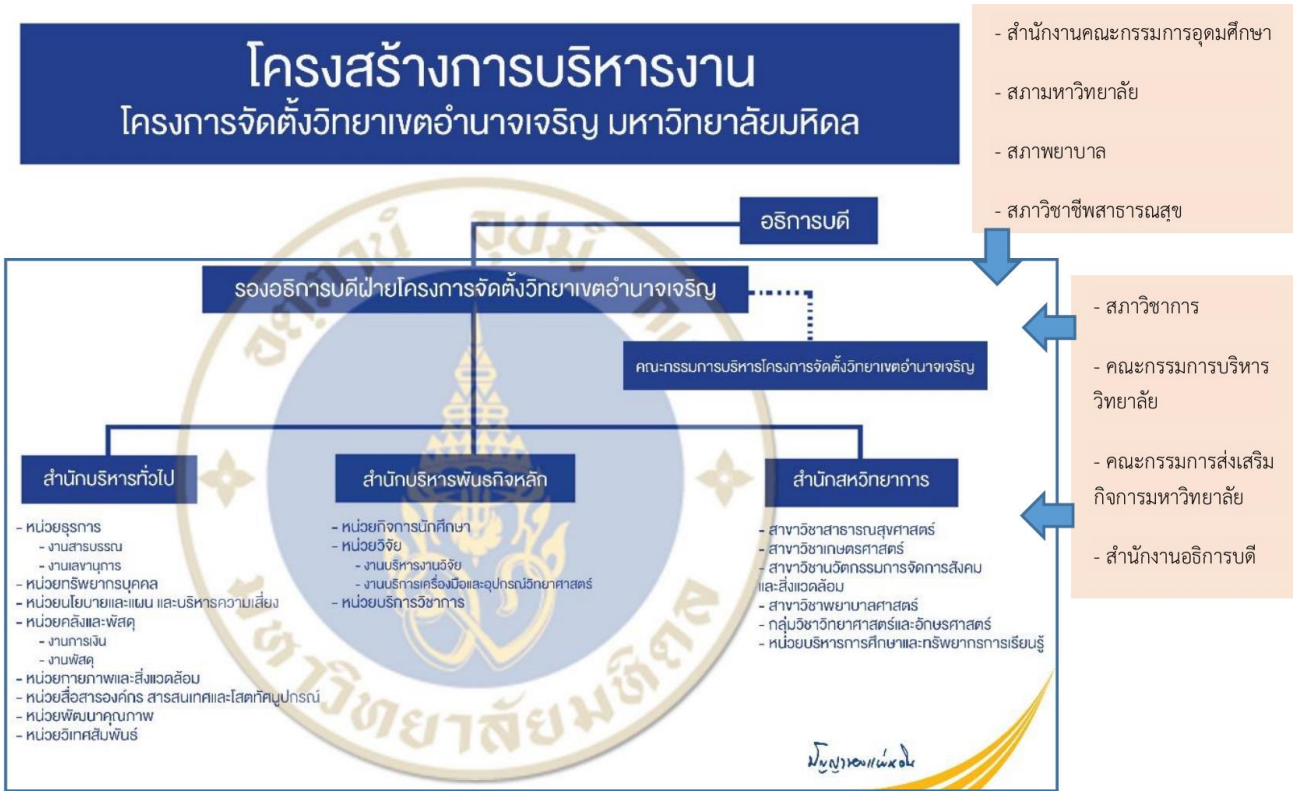 โครงสร้างการบริหารงาน
โครงการจัดตั้งวิทยาเขตอำนาจเจริญ มหาวิทยาลัยมหิดล
- สำนักงานคณะกรรมการอุดมศึกษา
- สภามหาวิทยาลัย
- สภาพยาบาล
- สภาวิชาชีพสาธารณสุข
อธิการบดี
รองอธิการบดีฝ่ายโครงการจัดตั้งวิทยาเขตอำนาจเจริญ
คณะกรรมการบริหารโครงการจัดตั้งวิทยาเขตอำนาจเจริญ
- สภาวิชาการ
- คณะกรรมการบริหาร
วิทยาลัย
- คณะกรรมการส่งเสริม
กิจการมหาวิทยาลัย
- สำนักงานอธิการบดี
สำนักบริหารทั่วไป
- หน่วยธุรการ
- งานสารบรรณ
- งานเลขานุการ
- หน่วยทรัพยากรบุคคล
- หน่วยนโยบายและแผน และบริหารความเสี่ยง
- หน่วยคลังและพัสดุ
- งานการเงิน
- งานพัสดุ
- หน่วยกายภาพและสิ่งแวดล้อม
- หน่วยสื่อสารองค์กร สารสนเทศและโสตทัศนูปกรณ์
- หน่วยพัฒนาคุณภาพ
- หน่วยวิเทศสัมพันธ์
สำนักบริหารพันธกิจหลัก
- หน่วยกิจการนักศึกษา
- หน่วยวิจัย
- งานบริหารงานวิจัย
- งานบริการเครื่องมือและอุปกรณ์วิทยาศาสตร์
- หน่วยบริการวิชาการ
สำนักสหวิทยาการ
- สาขาวิชาสาธารณสุขศาสตร์
- สาขาวิชาเกษตรศาสตร์
- สาขาวิชานวัตกรรมการจัดการสังคม
และสิ่งแวดล้อม
- สาขาวิชาพยาบาลศาสตร์
- กลุ่มวิชาวิทยาศาสตร์และอักษรศาสตร์
- หน่วยบริหารการศึกษาและทรัพยากรการเรียนรู้
อตฺตานํ อุปมํ
มหาวิทยาลัยมหิดล
ปัญญาของแผ่นดิน